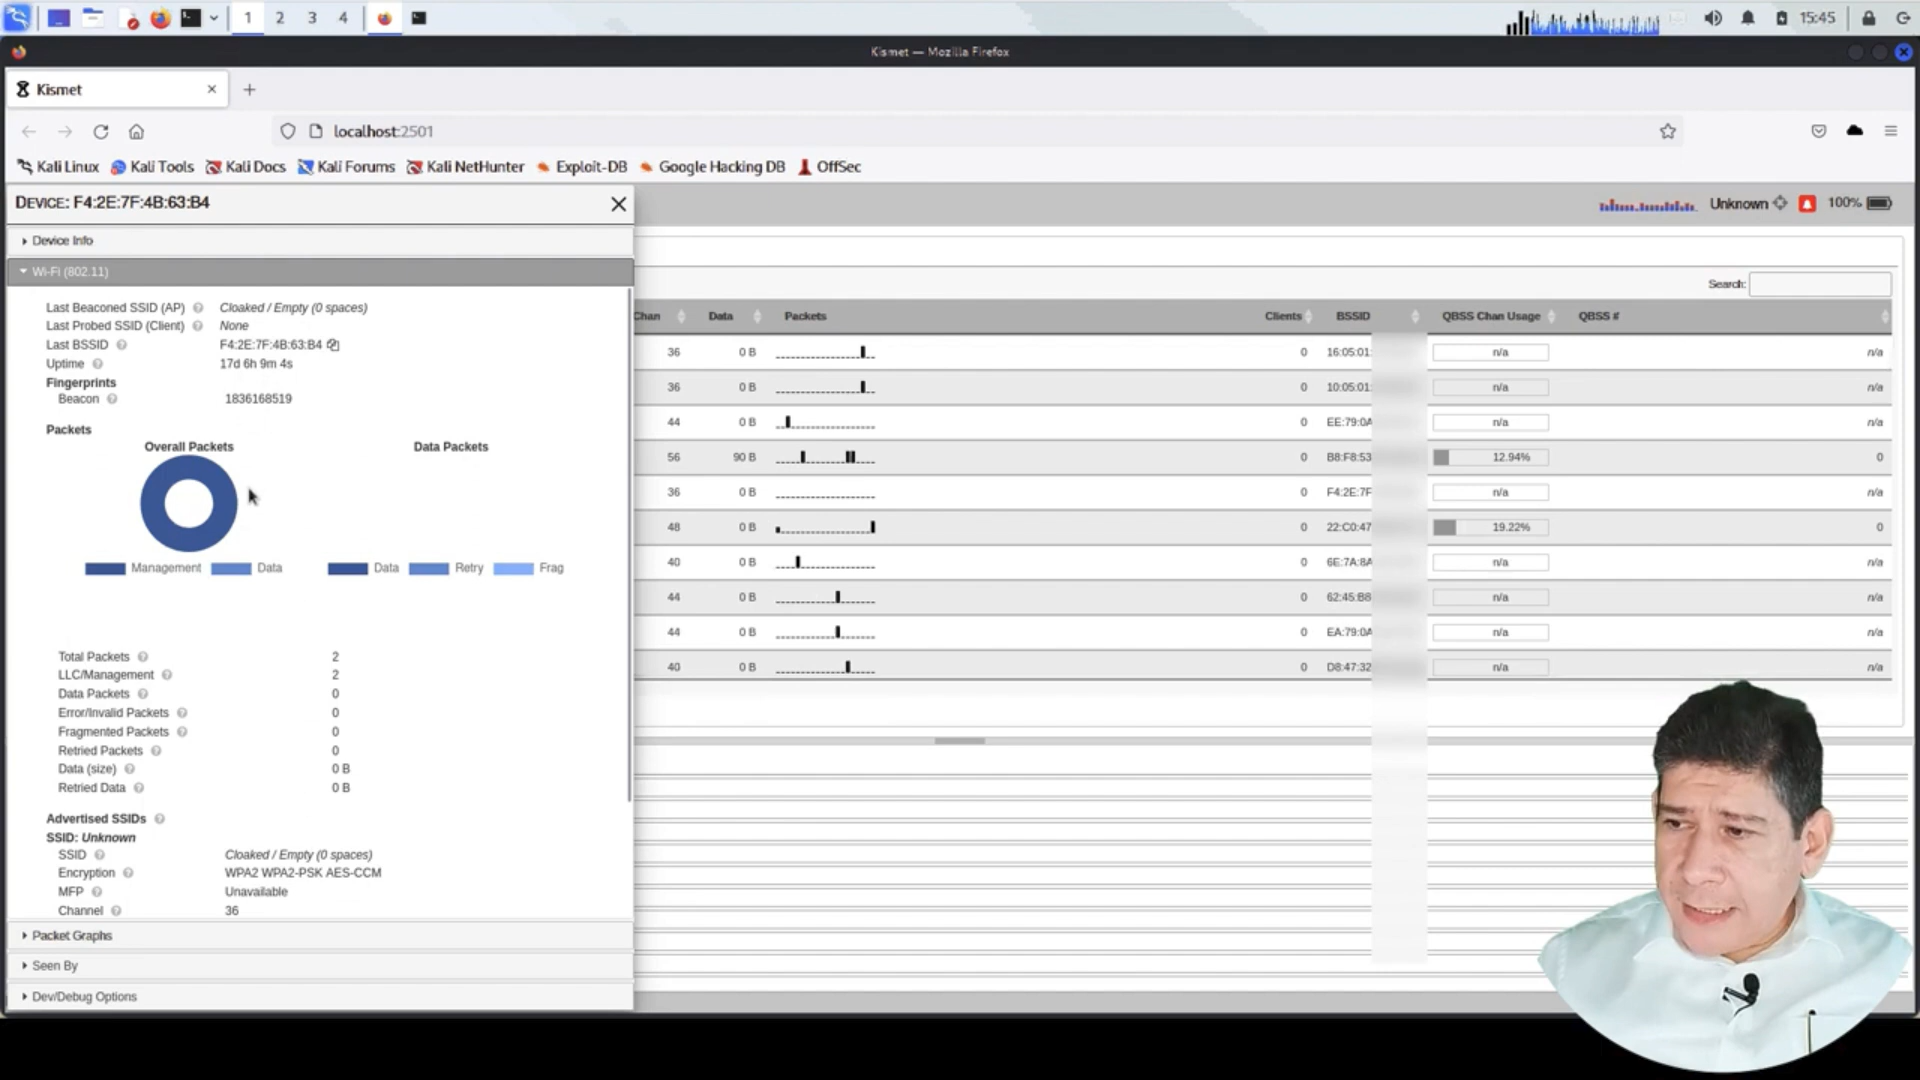 1 2 3 4 15:45
Kismet — Mozilla Firefox
Kismet
localhost:2501
Kali Linux Kali Tools Kali Docs Kali Forums Kali NetHunter Exploit-DB Google Hacking DB OffSec
DEVICE: F4:2E:7F:4B:63:B4
Unknown 100%
Device Info
Wi-Fi (802.11)
Last Beaconed SSID (AP) Cloaked / Empty (0 spaces)
Last Probed SSID (Client) None
Last BSSID F4:2E:7F:4B:63:B4
Uptime 17d 6h 9m 4s
Fingerprints
Beacon 1836168519
Packets
Overall Packets Data Packets
Management Data Data Retry Frag
Total Packets 2
LLC/Management 2
Data Packets 0
Error/Invalid Packets 0
Fragmented Packets 0
Retried Packets 0
Data (size) 0 B
Retried Data 0 B
Advertised SSIDs
SSID: Unknown
SSID Cloaked / Empty (0 spaces)
Encryption WPA2 WPA2-PSK AES-CCM
MFP Unavailable
Channel 36
Packet Graphs
Seen By
Dev/Debug Options
Search:
Chan Data Packets Clients BSSID QBSS Chan Usage QBSS #
36 0 B 0 16:05:01: n/a n/a
36 0 B 0 10:05:01: n/a n/a
44 0 B 0 EE:79:0A n/a n/a
56 90 B 0 B8:F8:53 12.94% 0
36 0 B 0 F4:2E:7F n/a n/a
48 0 B 0 22:C0:47 19.22% 0
40 0 B 0 6E:7A:8A n/a n/a
44 0 B 0 62:45:B8 n/a n/a
44 0 B 0 EA:79:0A n/a n/a
40 0 B 0 D8:47:32 n/a n/a